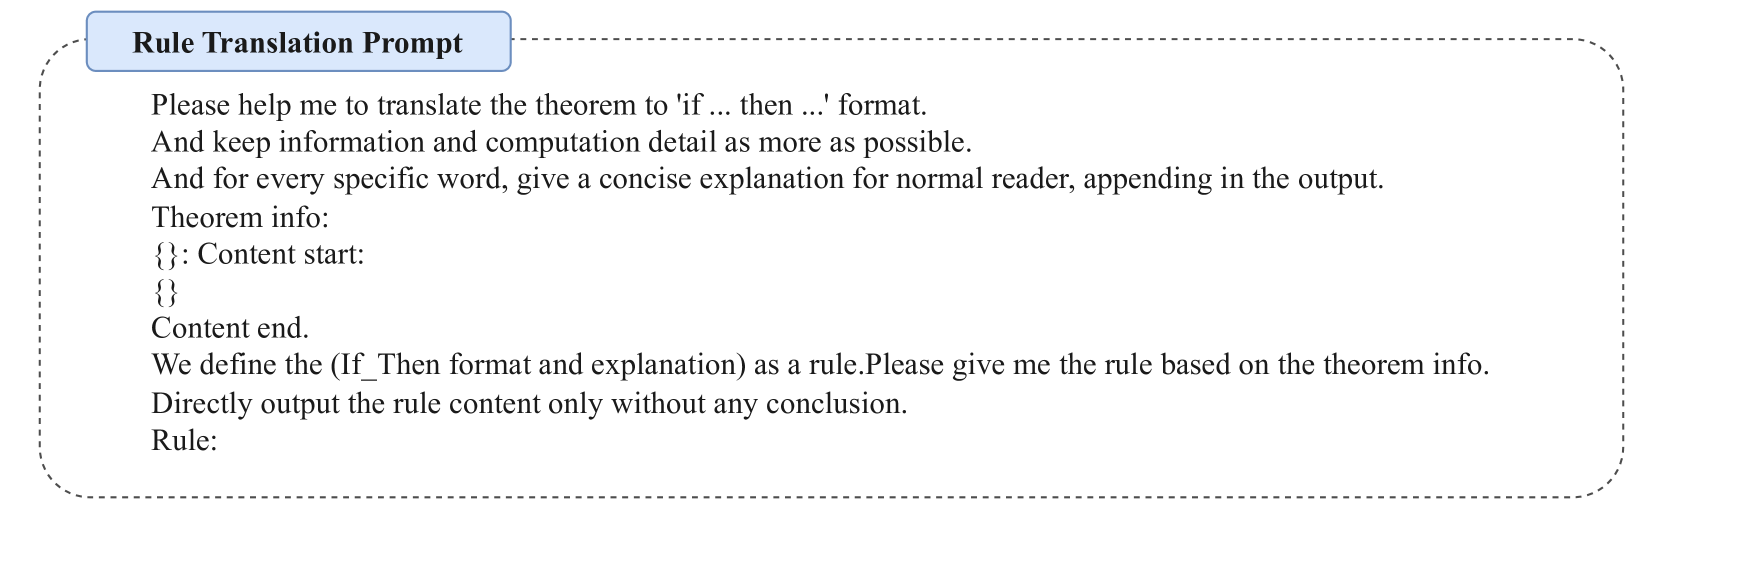 Rule Translation Prompt
Please help me to translate the theorem to 'if ... then ...' format.
And keep information and computation detail as more as possible.
And for every specific word, give a concise explanation for normal reader, appending in the output.
Theorem info:
{}: Content start:
{}
Content end.
We define the (If_Then format and explanation) as a rule.Please give me the rule based on the theorem info.
Directly output the rule content only without any conclusion.
Rule: